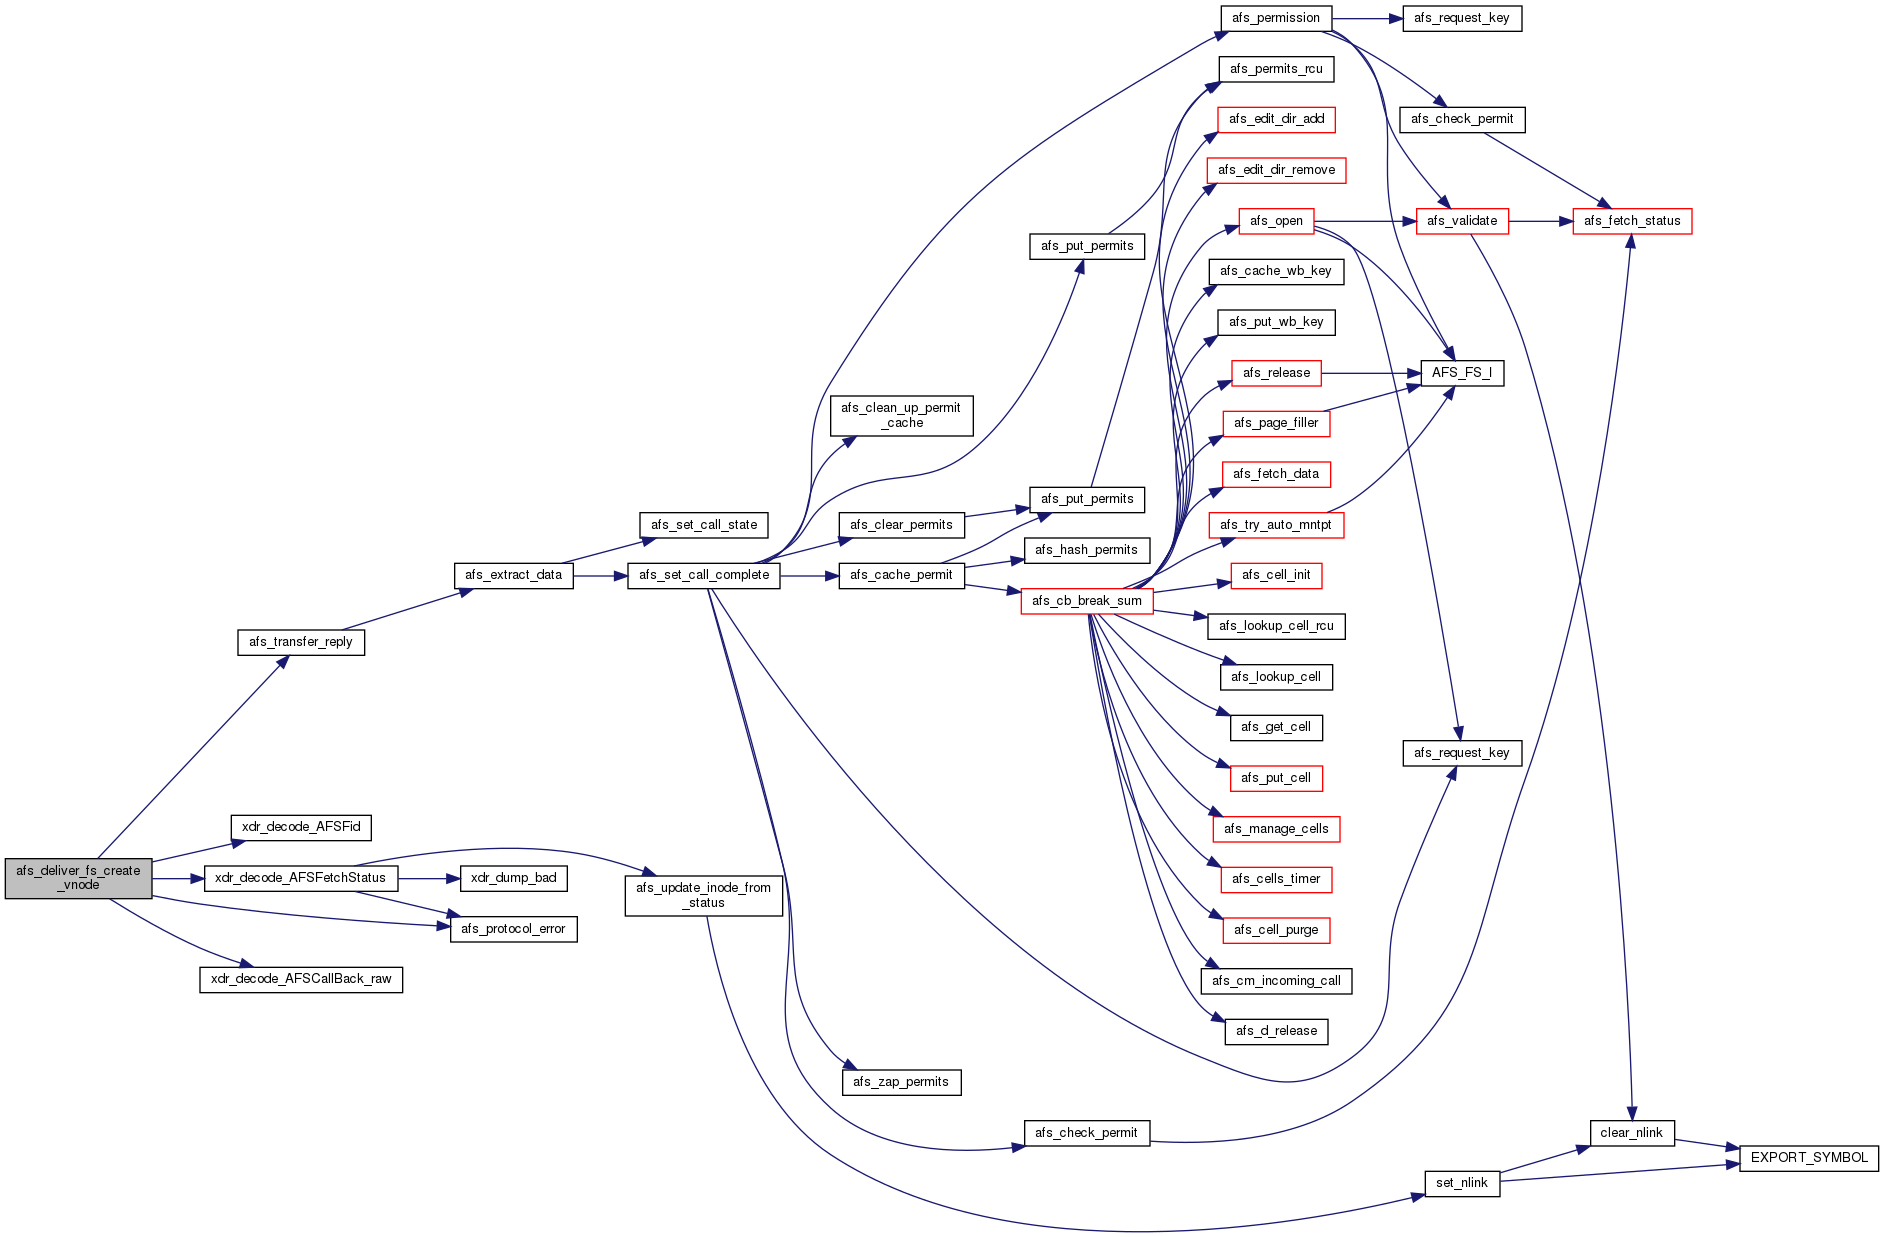 afs_permission
afs_request_key
afs_permits_rcu
afs_edit_dir_add
afs_check_permit
afs_edit_dir_remove
afs_open
afs_validate
afs_fetch_status
afs_put_permits
afs_cache_wb_key
afs_put_wb_key
afs_release
AFS_FS_I
afs_clean_up_permit
_cache
afs_page_filler
afs_fetch_data
afs_put_permits
afs_set_call_state
afs_clear_permits
afs_try_auto_mntpt
afs_hash_permits
afs_extract_data
afs_set_call_complete
afs_cache_permit
afs_cell_init
afs_cb_break_sum
afs_lookup_cell_rcu
afs_transfer_reply
afs_lookup_cell
afs_get_cell
afs_request_key
afs_put_cell
xdr_decode_AFSFid
afs_manage_cells
afs_deliver_fs_create
_vnode
xdr_decode_AFSFetchStatus
xdr_dump_bad
afs_update_inode_from
_status
afs_cells_timer
afs_protocol_error
afs_cell_purge
xdr_decode_AFSCallBack_raw
afs_cm_incoming_call
afs_d_release
afs_zap_permits
afs_check_permit
clear_nlink
EXPORT_SYMBOL
set_nlink